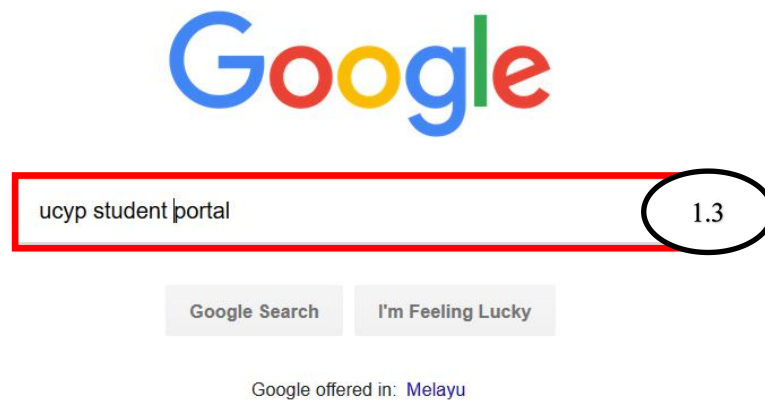 Google
ucyp student portal 1.3
Google Search I'm Feeling Lucky
Google offered in: Melayu